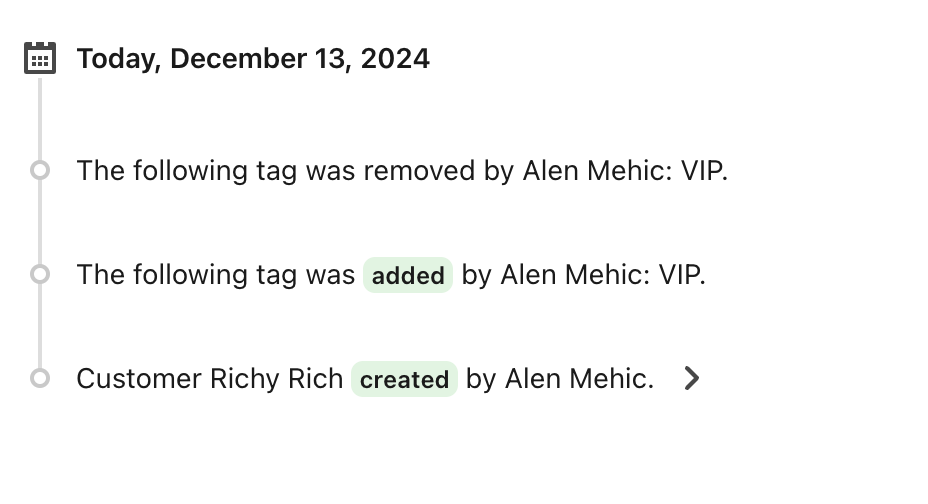 Today, December 13, 2024
The following tag was removed by Alen Mehic: VIP.
The following tag was added by Alen Mehic: VIP.
Customer Richy Rich created by Alen Mehic.